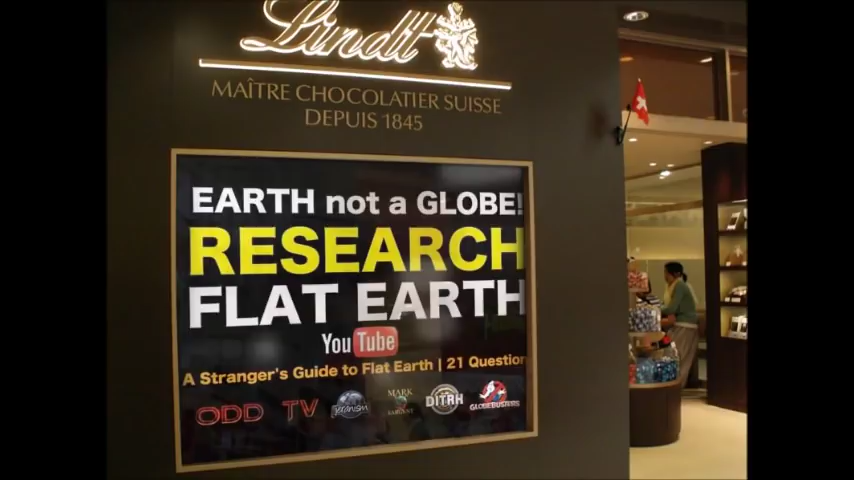 Lindt
MAÎTRE CHOCOLATIER SUISSE
DEPUIS 1845
EARTH not a GLOBE!
RESEARCH
FLAT EARTH
YouTube
A Stranger's Guide to Flat Earth | 21 Question
ODD TV
MARK
SARGENT
DITRH
GLOBEBUSTERS